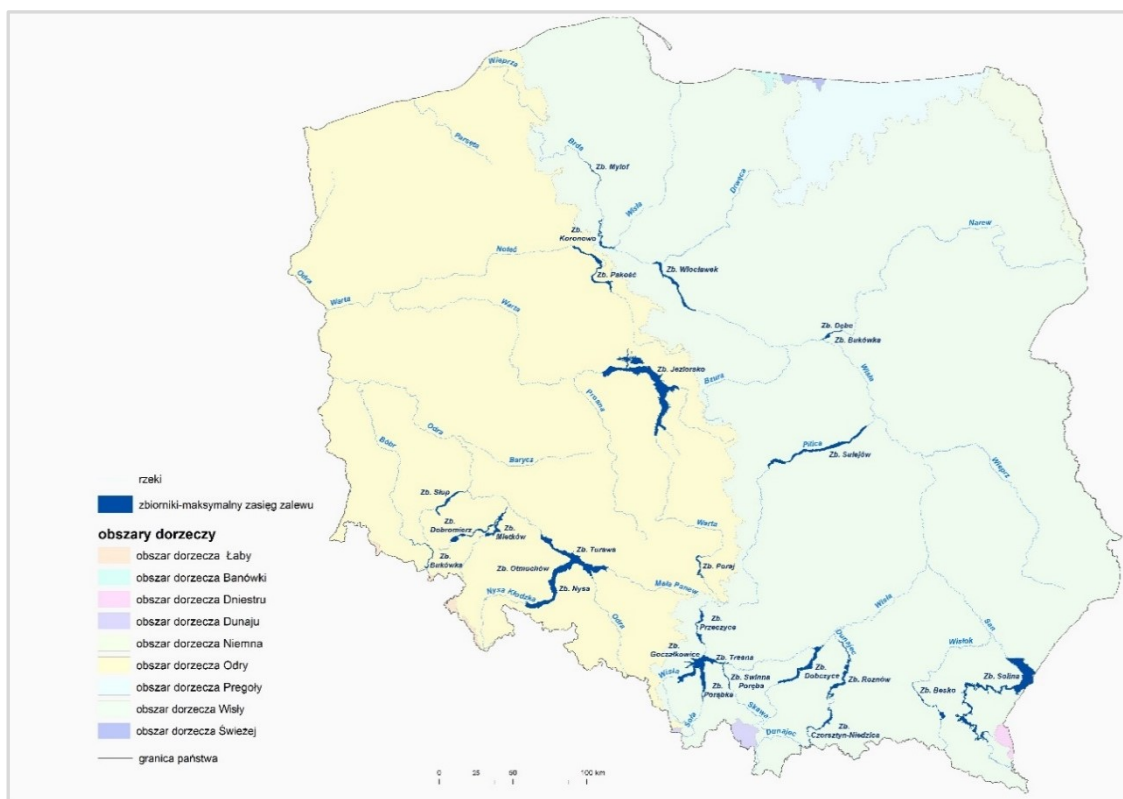 Wieprza
Parsęta
Brda
Zb. Mylof
Drwęca
Wisła
Narew
Zb.
Koronowo
Noteć
Zb. Pakość
Zb. Włocławek
Odra
Warta
Warta
Zb. Dębe
Zb. Bukówka
Wisła
Zb. Jeziorsko
Bzura
Prosna
Bóbr
Odra
Barycz
Pilica
Zb. Sulejów
Wieprz
Zb. Słup
Zb.
Dobromierz
Zb.
Mietków
Warta
Zb.
Bukówka
Zb. Turawa
Zb. Otmuchów
Zb. Nysa
Zb. Poraj
Mała Panew
Nysa Kłodzka
Odra
Zb.
Przeczyce
Wisła
Dunajec
San
Wisłok
Zb.
Goczałkowice
Zb. Tresna
Wisła
Zb. Świnna
Poręba
Zb.
Porąbka
Zb.
Dobczyce
Zb. Rożnów
Zb. Besko
Zb. Solina
Soła
Skawa
Dunajec
Zb.
Czorsztyn-Niedzica
rzeki
zbiorniki-maksymalny zasięg zalewu
obszary dorzeczy
obszar dorzecza Łaby
obszar dorzecza Banówki
obszar dorzecza Dniestru
obszar dorzecza Dunaju
obszar dorzecza Niemna
obszar dorzecza Odry
obszar dorzecza Pregoły
obszar dorzecza Wisły
obszar dorzecza Świeżej
granica państwa
0 25 50 100 km